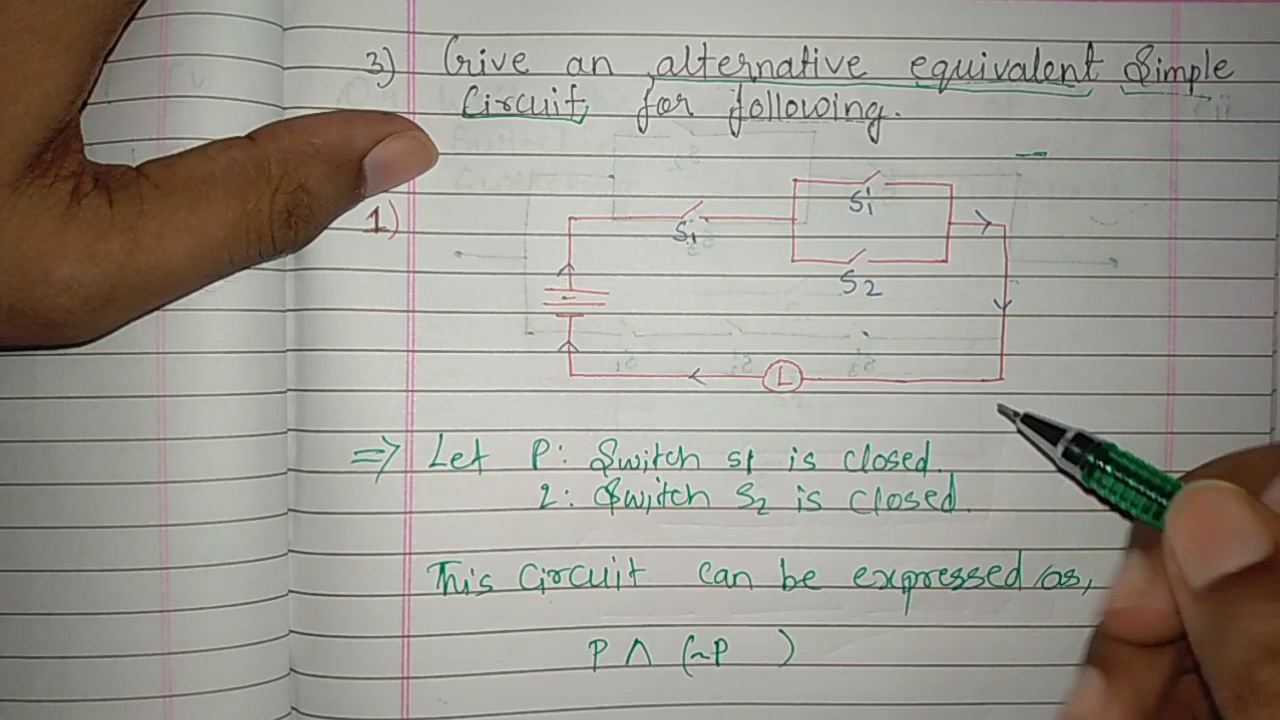 3) Give an alternative equivalent Simple
Circuit for following.
1)
S₁
S₁'
S2
L
⇒ Let P: Switch s1 is closed.
2: Switch S₂ is closed.
This Circuit can be expressed as,
P ∧ (~P )